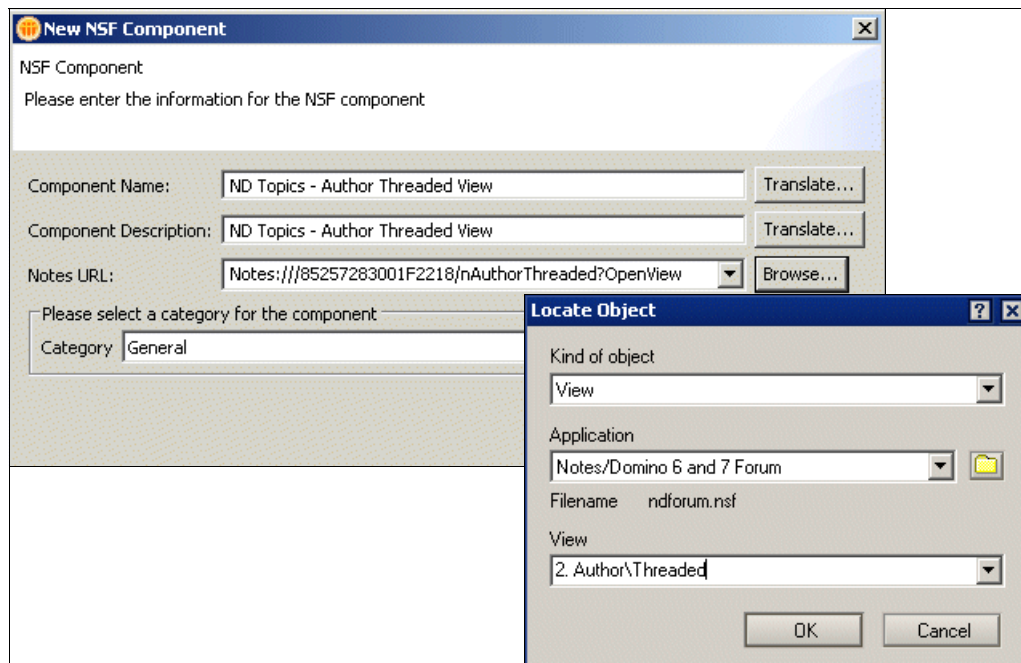 New NSF Component
NSF Component
Please enter the information for the NSF component
Component Name: ND Topics - Author Threaded View Translate...
Component Description: ND Topics - Author Threaded View Translate...
Notes URL: Notes:///85257283001F2218/nAuthorThreaded?OpenView Browse...
Please select a category for the component
Category General
Locate Object
Kind of object
View
Application
Notes/Domino 6 and 7 Forum
Filename ndforum.nsf
View
2. Author\Threaded
OK Cancel